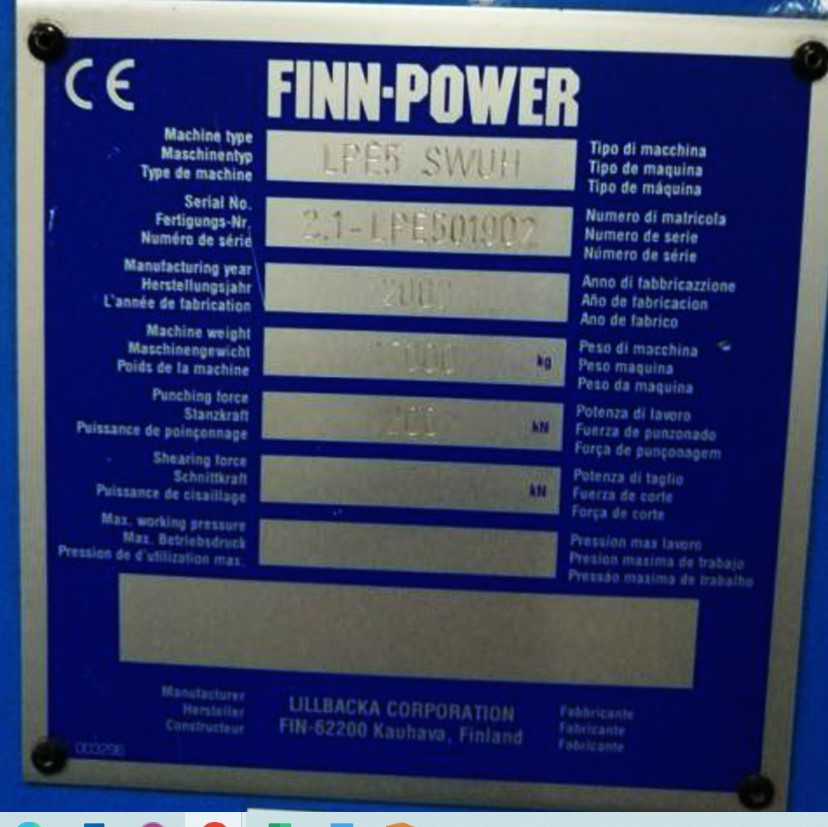 CE
FINN-POWER
Machine type
Maschinentyp
Type de machine
LPE5 SWUH
Tipo di macchina
Tipo de maquina
Tipo de máquina
Serial No.
Fertigungs-Nr.
Numéro de série
2.1-LPE501902
Numero di matricola
Numero de serie
Número de série
Manufacturing year
Herstellungsjahr
L'année de fabrication
Anno di fabbricazzione
Año de fabricacion
Ano de fabrico
Machine weight
Maschinengewicht
Poids de la machine
kg
Peso di macchina
Peso maquina
Peso da maquina
Punching force
Stanzkraft
Puissance de poinçonnage
kN
Potenza di lavoro
Fuerza de punzonado
Força de punçonagem
Shearing force
Schnittkraft
Puissance de cisaillage
kN
Potenza di taglio
Fuerza de corte
Força de corte
Max. working pressure
Max. Betriebsdruck
Pression de d'utilization max.
Pression max lavoro
Presion maxima de trabajo
Pressão maxima de trabalho
Manufacturer
Hersteller
Constructeur
LILLBACKA CORPORATION
FIN-62200 Kauhava, Finland
Fabbricante
Fabricante
Fabricante
003296